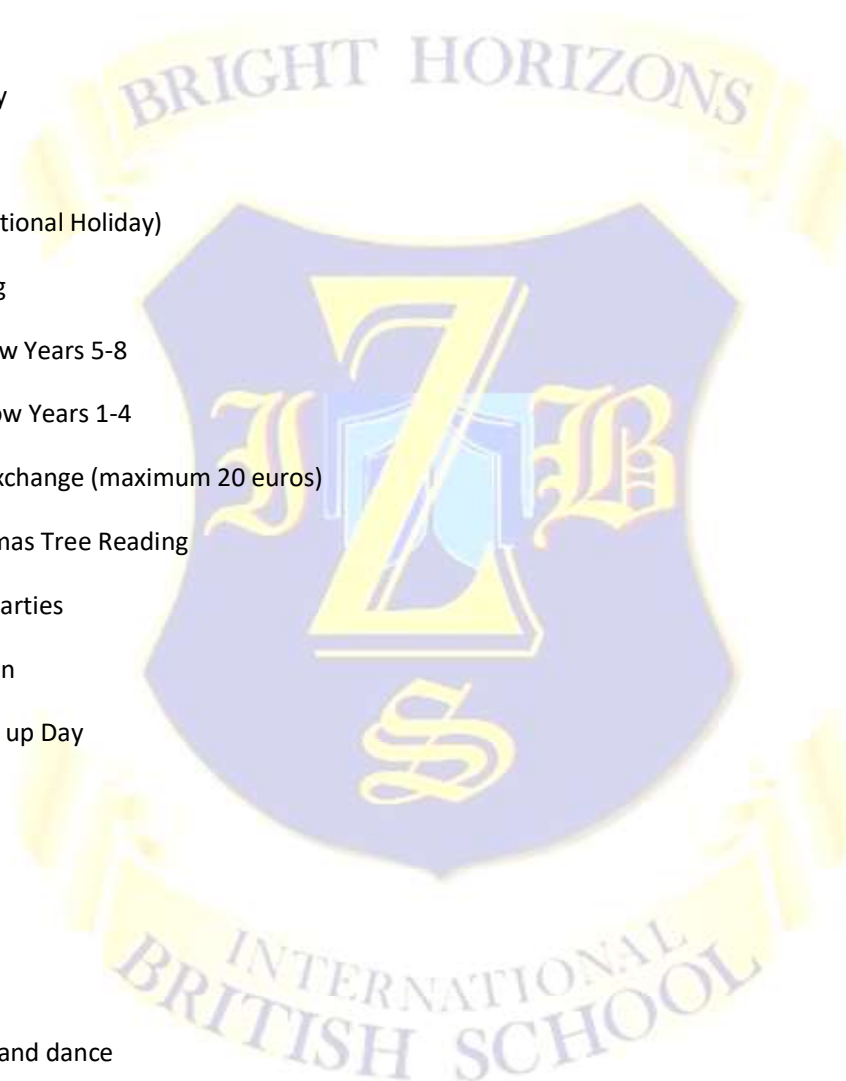 BRIGHT HORIZONS
y
tional Holiday)
g
w Years 5-8
ow Years 1-4
xchange (maximum 20 euros)
mas Tree Reading
arties
n
up Day
I Z B
S
INTERNATIONAL
BRITISH SCHOOL
and dance